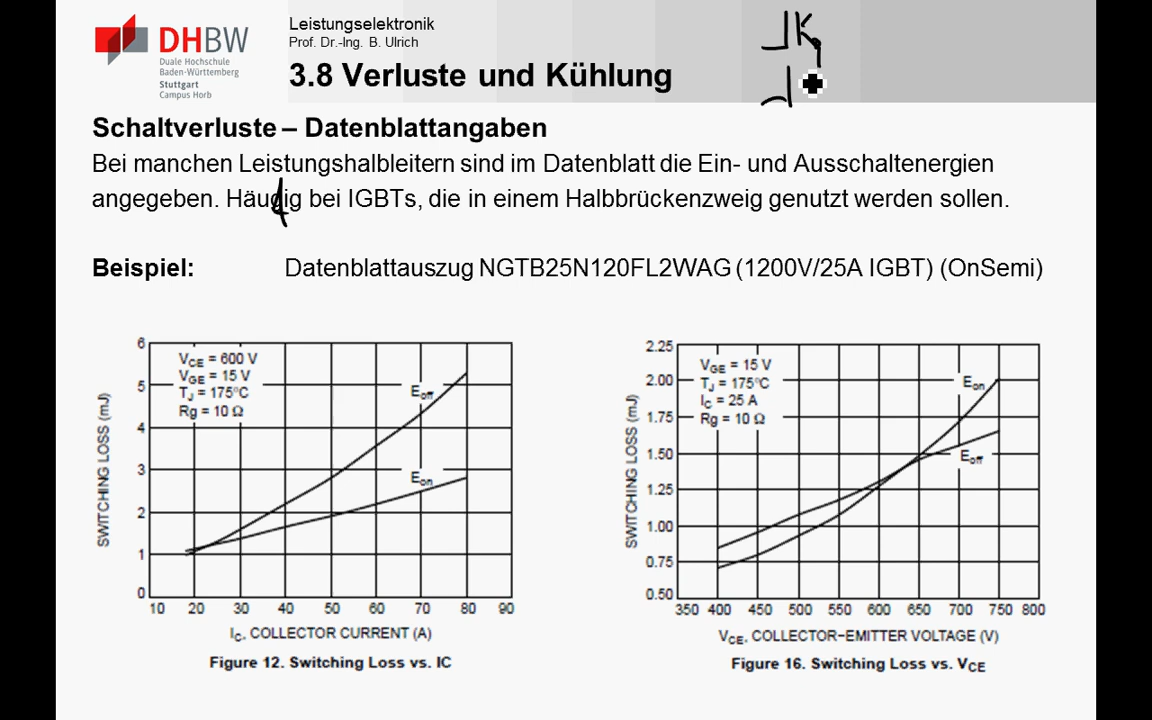 DHBW
Duale Hochschule
Baden-Württemberg
Stuttgart
Campus Horb
Leistungselektronik
Prof. Dr.-Ing. B. Ulrich
3.8 Verluste und Kühlung
Schaltverluste – Datenblattangaben
Bei manchen Leistungshalbleitern sind im Datenblatt die Ein- und Ausschaltenergien
angegeben. Häudig bei IGBTs, die in einem Halbbrückenzweig genutzt werden sollen.
Beispiel: Datenblattauszug NGTB25N120FL2WAG (1200V/25A IGBT) (OnSemi)
SWITCHING LOSS (mJ)
6
5
4
3
2
1
0
VCE = 600 V
VGE = 15 V
TJ = 175°C
Rg = 10 Ω
Eoff
Eon
10 20 30 40 50 60 70 80 90
IC, COLLECTOR CURRENT (A)
Figure 12. Switching Loss vs. IC
SWITCHING LOSS (mJ)
2.25
2.00
1.75
1.50
1.25
1.00
0.75
0.50
VGE = 15 V
TJ = 175°C
IC = 25 A
Rg = 10 Ω
Eon
Eoff
350 400 450 500 550 600 650 700 750 800
VCE, COLLECTOR−EMITTER VOLTAGE (V)
Figure 16. Switching Loss vs. VCE